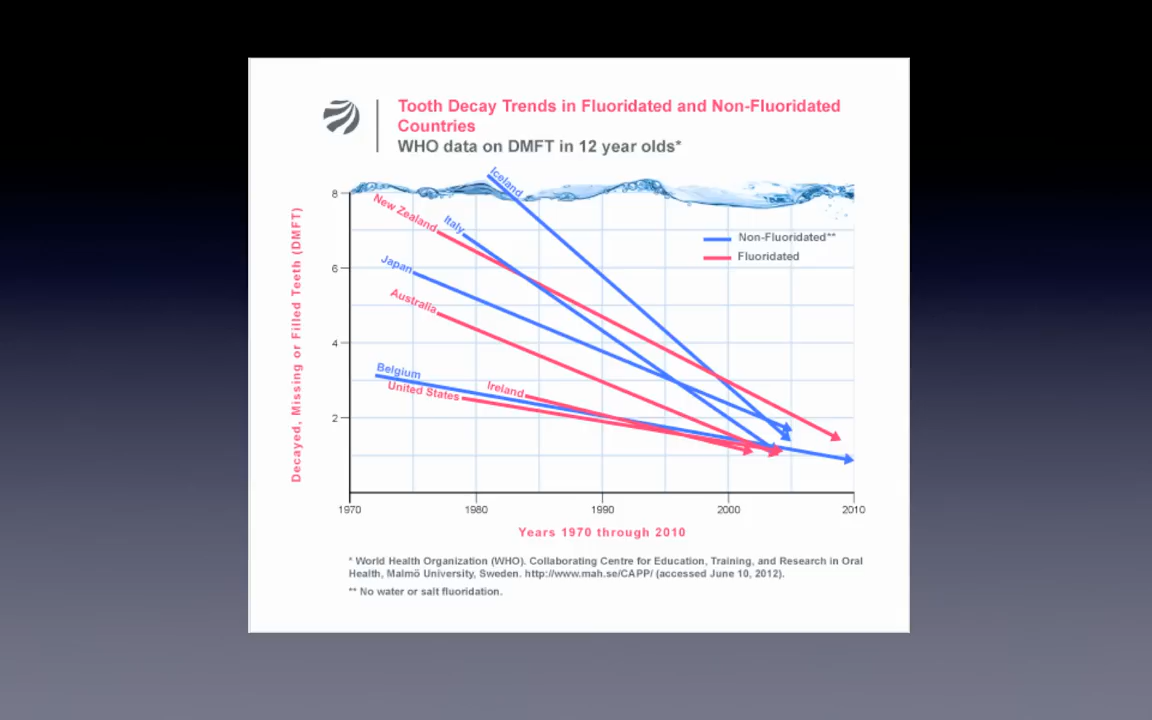 Tooth Decay Trends in Fluoridated and Non-Fluoridated
Countries
WHO data on DMFT in 12 year olds*
Iceland
8
New Zealand
Italy
Non-Fluoridated**
Fluoridated
Japan
6
Australia
4
Belgium
United States
Ireland
2
Decayed, Missing or Filled Teeth (DMFT)
1970
1980
1990
2000
2010
Years 1970 through 2010
* World Health Organization (WHO). Collaborating Centre for Education, Training, and Research in Oral
Health, Malmö University, Sweden. http://www.mah.se/CAPP/ (accessed June 10, 2012).
** No water or salt fluoridation.